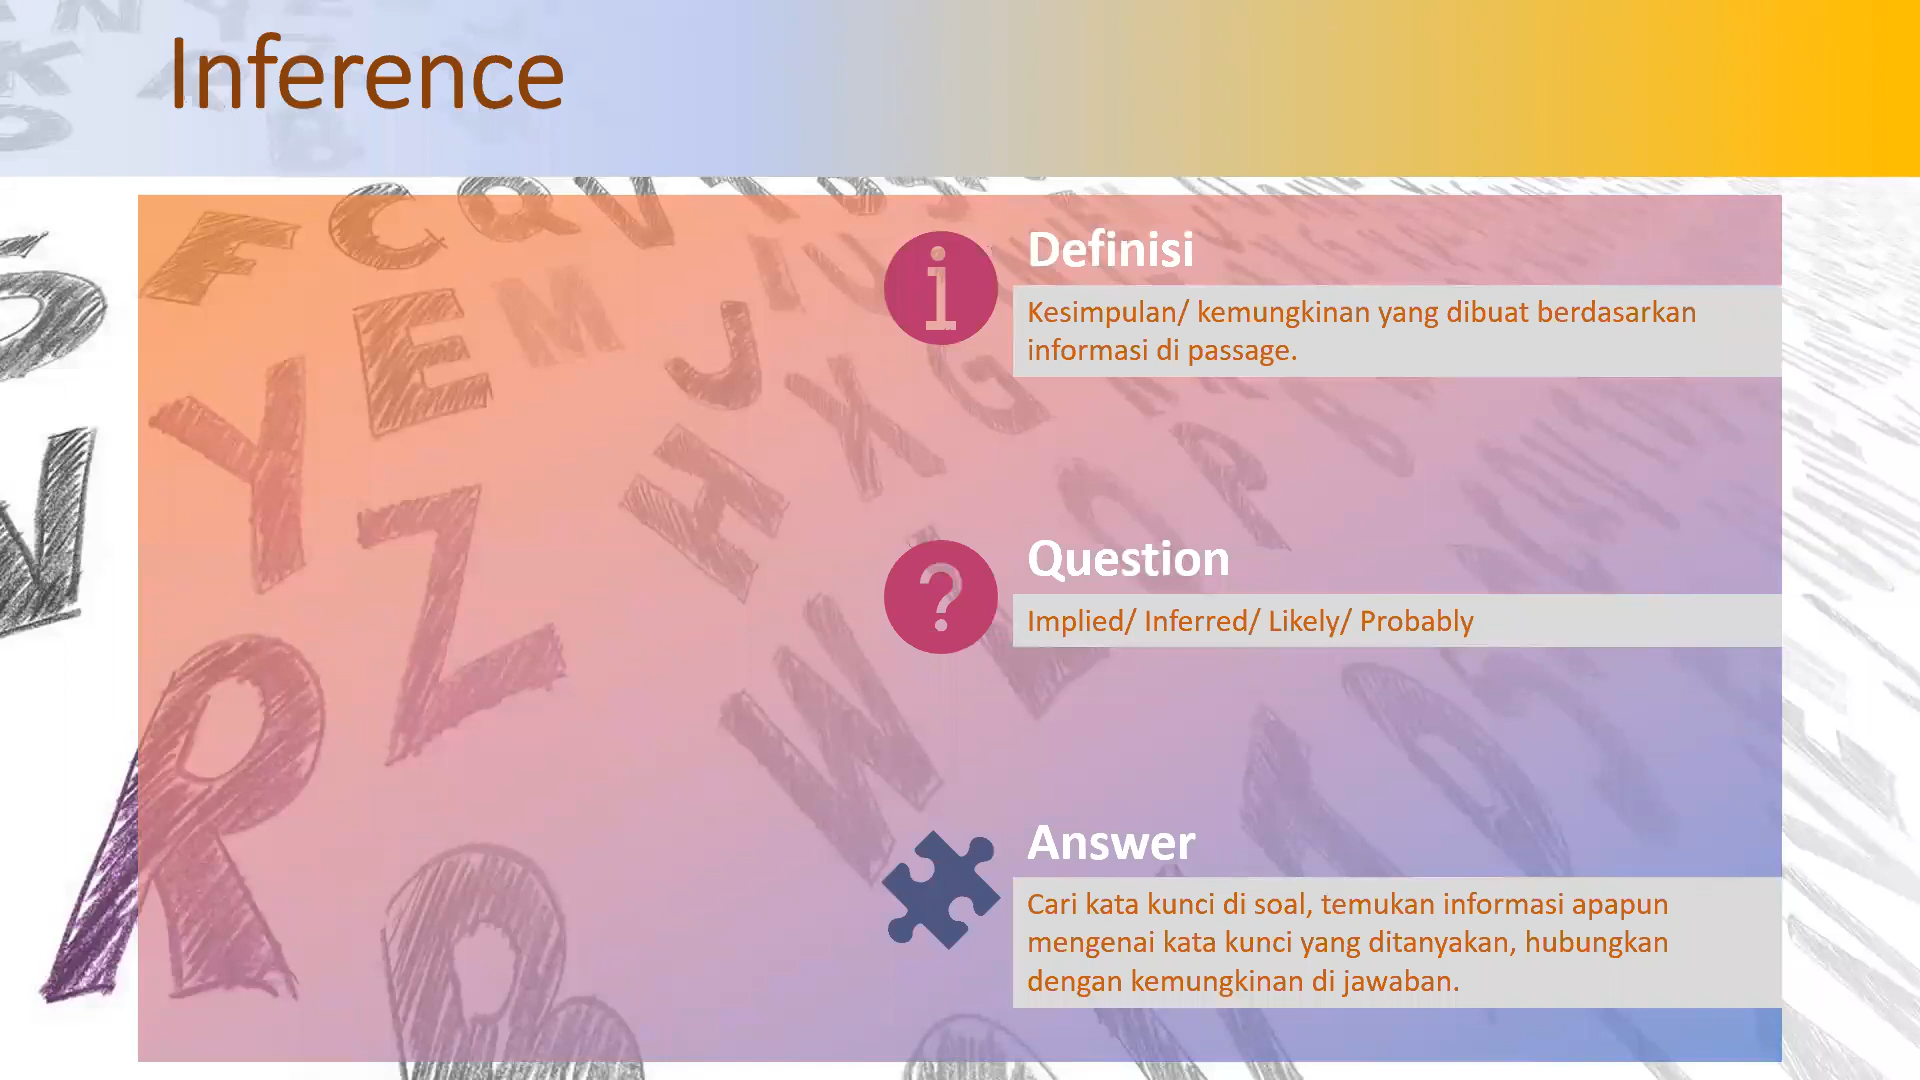 Inference
Definisi
Kesimpulan/ kemungkinan yang dibuat berdasarkan
informasi di passage.
Question
Implied/ Inferred/ Likely/ Probably
Answer
Cari kata kunci di soal, temukan informasi apapun
mengenai kata kunci yang ditanyakan, hubungkan
dengan kemungkinan di jawaban.